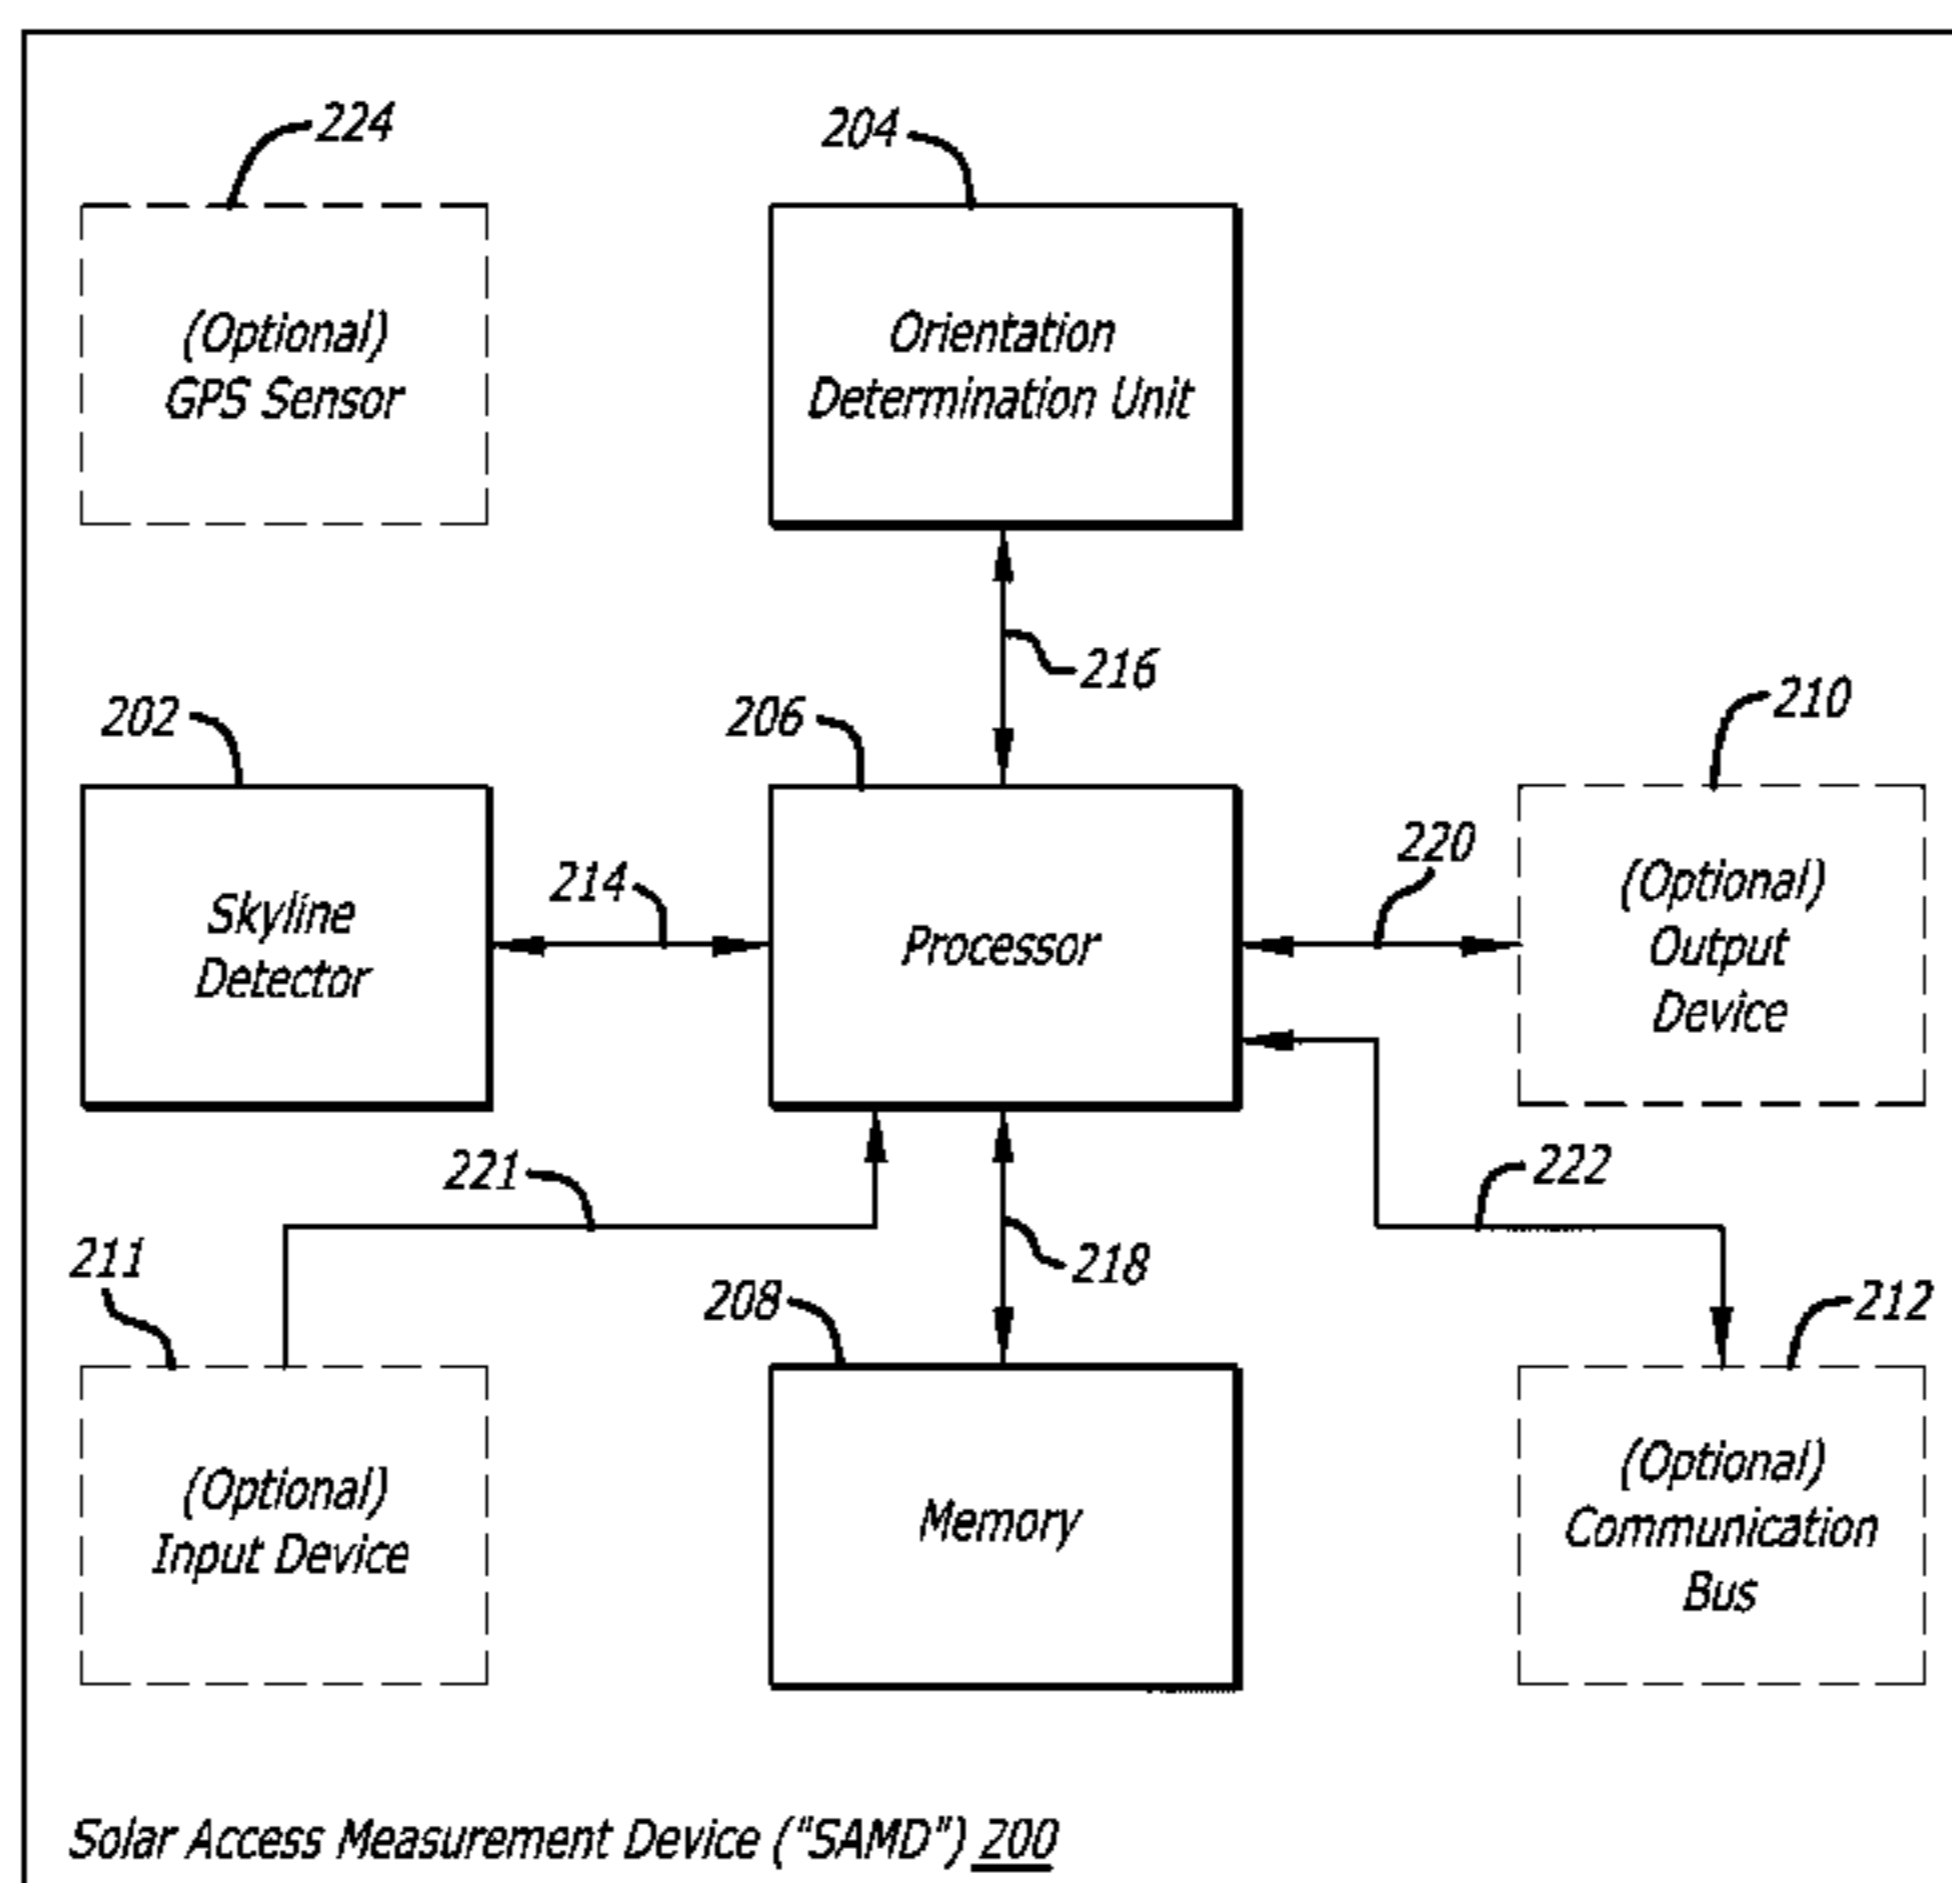 224
204
(Optional)
GPS Sensor
Orientation
Determination Unit
216
202
206
210
214
220
Skyline
Detector
Processor
(Optional)
Output
Device
221
222
211
218
208
212
(Optional)
Input Device
Memory
(Optional)
Communication
Bus
Solar Access Measurement Device ("SAMD") 200